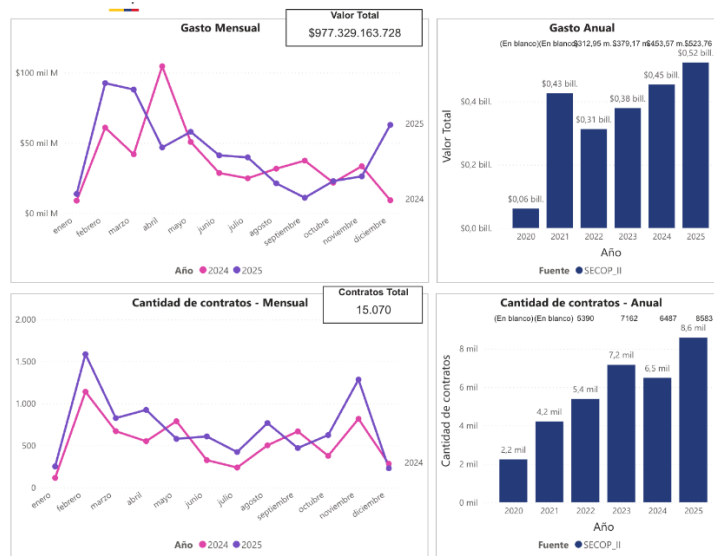 Gasto Mensual
Valor Total
$977.329.163.728
$100 mil M
$50 mil M
$0 mil M
2025
2024
enero
febrero
marzo
abril
mayo
junio
julio
agosto
septiembre
octubre
noviembre
diciembre
Año 2024 2025
Gasto Anual
(En blanco)(En blanco)$312,95 m.$379,17 m$453,57 m.$523,76
Valor Total
$0,4 bill.
$0,2 bill.
$0,0 bill.
$0,06 bill.
$0,43 bill.
$0,31 bill.
$0,38 bill.
$0,45 bill.
$0,52 bill.
2020 2021 2022 2023 2024 2025
Año
Fuente SECOP_II
Cantidad de contratos - Mensual
Contratos Total
15.070
2.000
1.500
1.000
500
0
2024
enero
febrero
marzo
abril
mayo
junio
julio
agosto
septiembre
octubre
noviembre
diciembre
Año 2024 2025
Cantidad de contratos - Anual
(En blanco)(En blanco) 5390 7162 6487 8583
Cantidad de contratos
8 mil
6 mil
4 mil
2 mil
0 mil
2,2 mil
4,2 mil
5,4 mil
7,2 mil
6,5 mil
8,6 mil
2020 2021 2022 2023 2024 2025
Año
Fuente SECOP_II